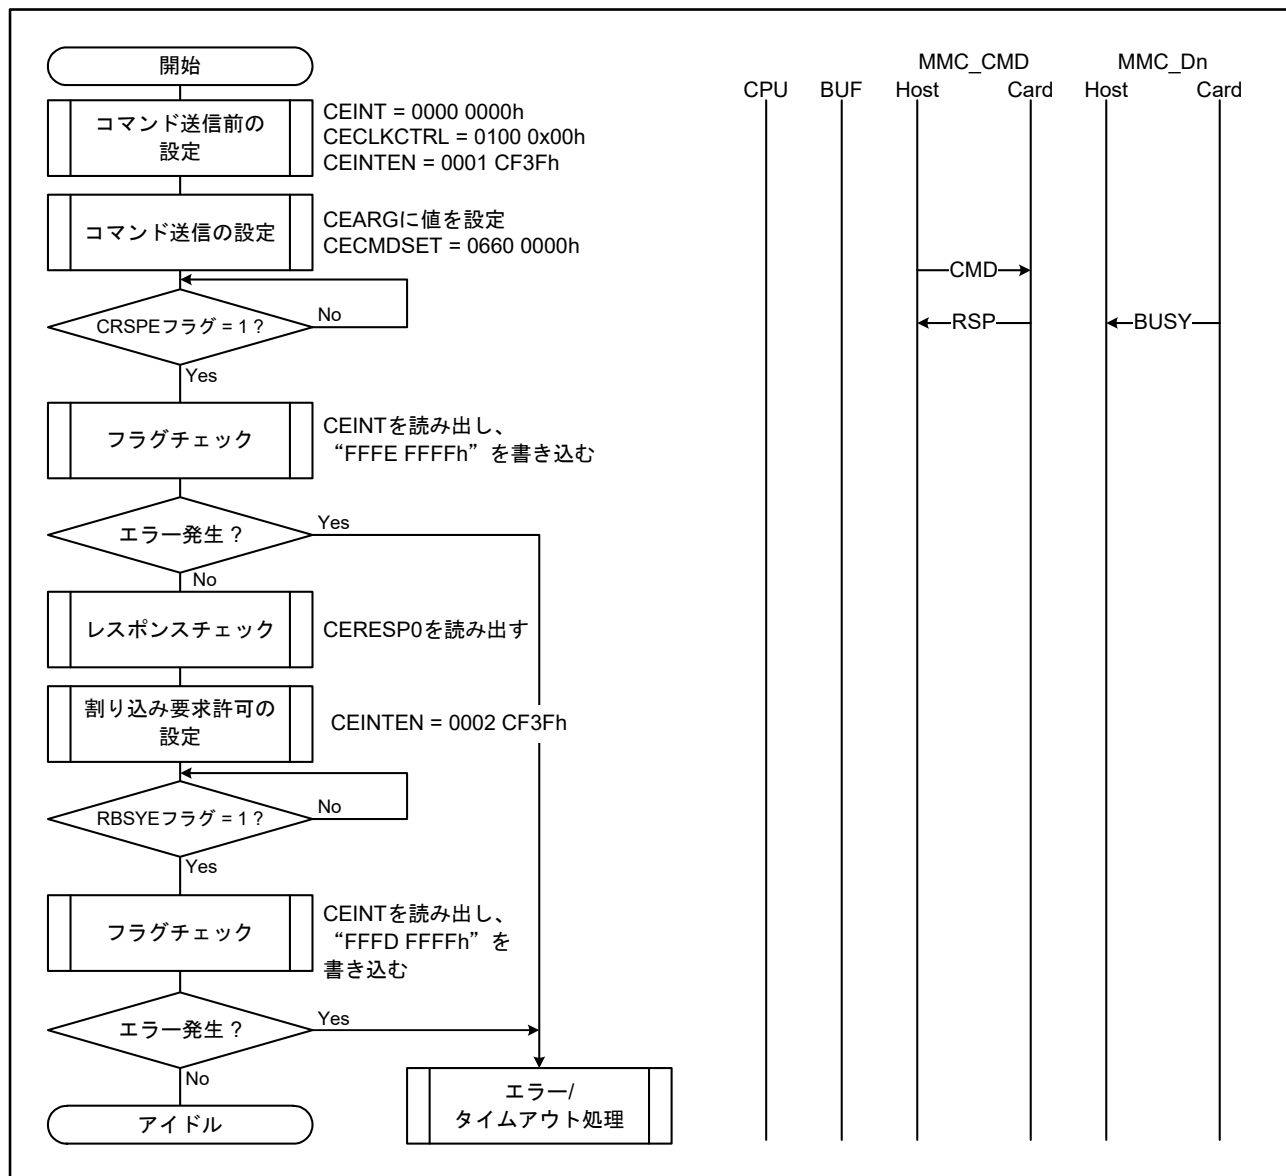 開始
コマンド送信前の
設定
CEINT = 0000 0000h
CECLKCTRL = 0100 0x00h
CEINTEN = 0001 CF3Fh
コマンド送信の設定
CEARGに値を設定
CECMDSET = 0660 0000h
CRSPEフラグ = 1 ?
No
Yes
フラグチェック
CEINTを読み出し、
“FFFE FFFFh”を書き込む
エラー発生 ?
Yes
No
レスポンスチェック
CERESP0を読み出す
割り込み要求許可の
設定
CEINTEN = 0002 CF3Fh
RBSYEフラグ = 1 ?
No
Yes
フラグチェック
CEINTを読み出し、
“FFFD FFFFh”を
書き込む
エラー発生 ?
Yes
No
アイドル
エラー/
タイムアウト処理
MMC_CMD MMC_Dn
CPU BUF Host Card Host Card
CMD
RSP BUSY